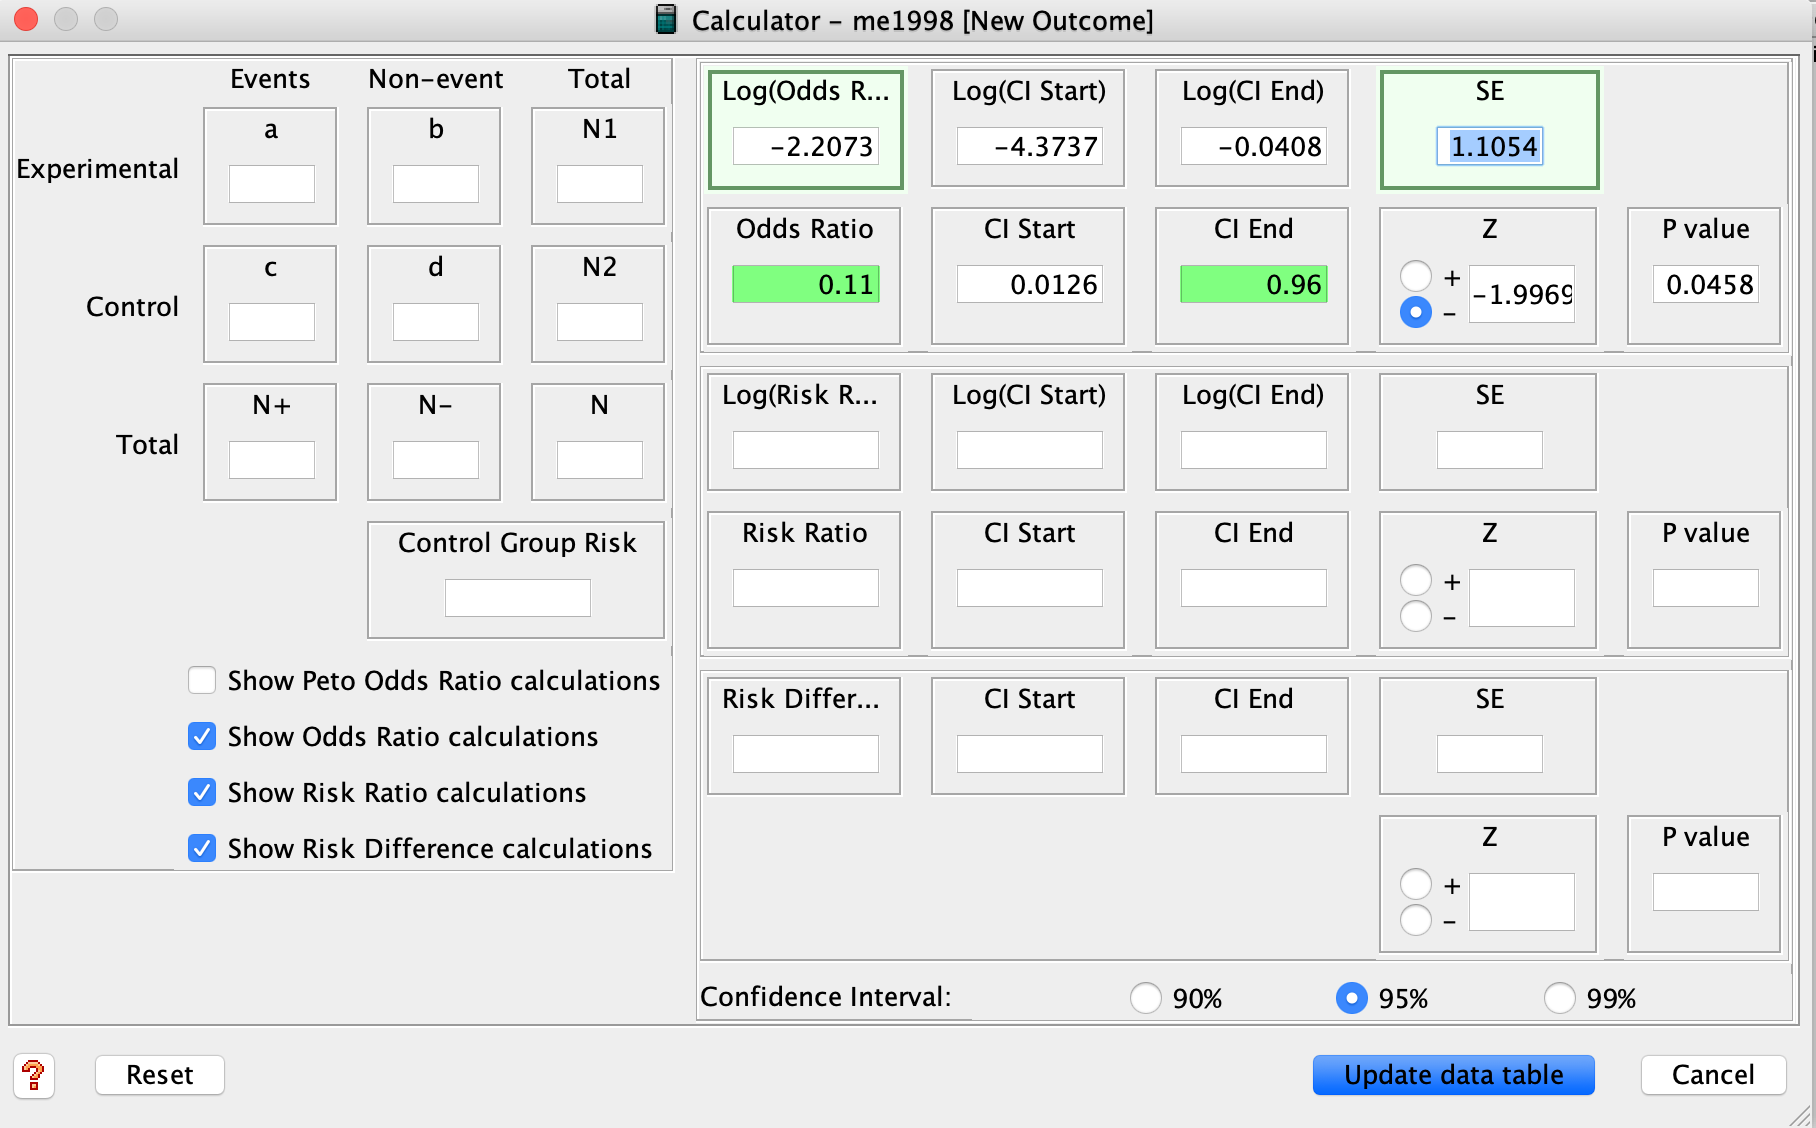 Calculator - me1998 [New Outcome]
Events Non-event Total
Experimental
a b N1
Control
c d N2
Total
N+ N- N
Control Group Risk
Show Peto Odds Ratio calculations
Show Odds Ratio calculations
Show Risk Ratio calculations
Show Risk Difference calculations
Log(Odds R... Log(CI Start) Log(CI End) SE
-2.2073 -4.3737 -0.0408 1.1054
Odds Ratio CI Start CI End Z P value
0.11 0.0126 0.96 + - -1.9969 0.0458
Log(Risk R... Log(CI Start) Log(CI End) SE
Risk Ratio CI Start CI End Z P value
+
-
Risk Differ... CI Start CI End SE
Z P value
+
-
Confidence Interval: 90% 95% 99%
? Reset Update data table Cancel